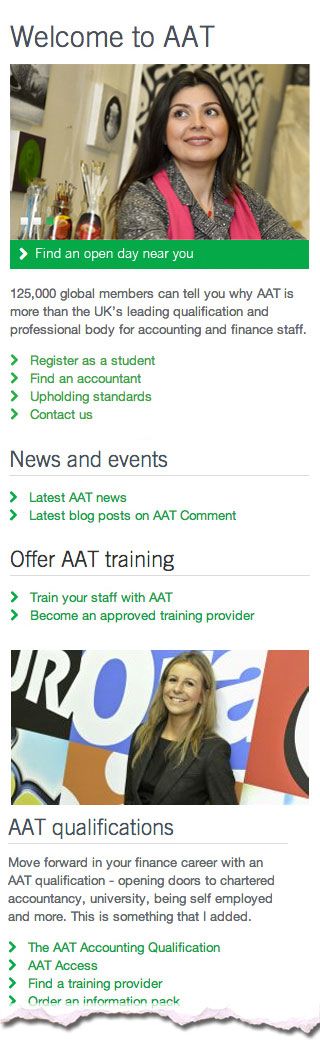 Welcome to AAT
Find an open day near you
125,000 global members can tell you why AAT is
more than the UK's leading qualification and
professional body for accounting and finance staff.
Register as a student
Find an accountant
Upholding standards
Contact us
News and events
Latest AAT news
Latest blog posts on AAT Comment
Offer AAT training
Train your staff with AAT
Become an approved training provider
AAT qualifications
Move forward in your finance career with an
AAT qualification - opening doors to chartered
accountancy, university, being self employed
and more. This is something that I added.
The AAT Accounting Qualification
AAT Access
Find a training provider
Order an information pack